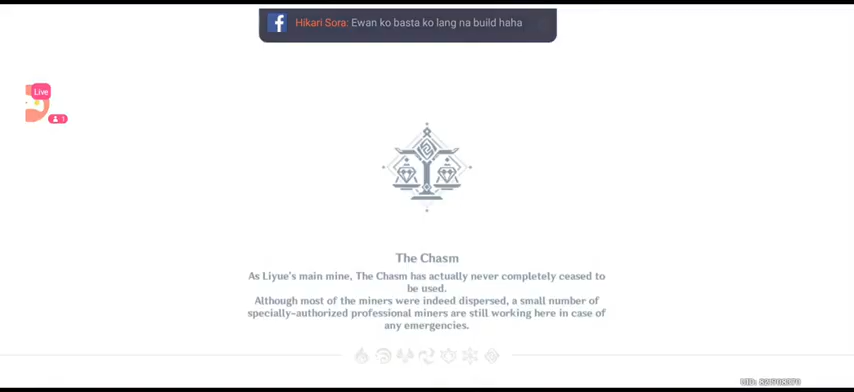 Hikari Sora: Ewan ko basta ko lang na build haha
Live
1
The Chasm
As Liyue's main mine, The Chasm has actually never completely ceased to
be used.
Although most of the miners were indeed dispersed, a small number of
specially-authorized professional miners are still working here in case of
any emergencies.